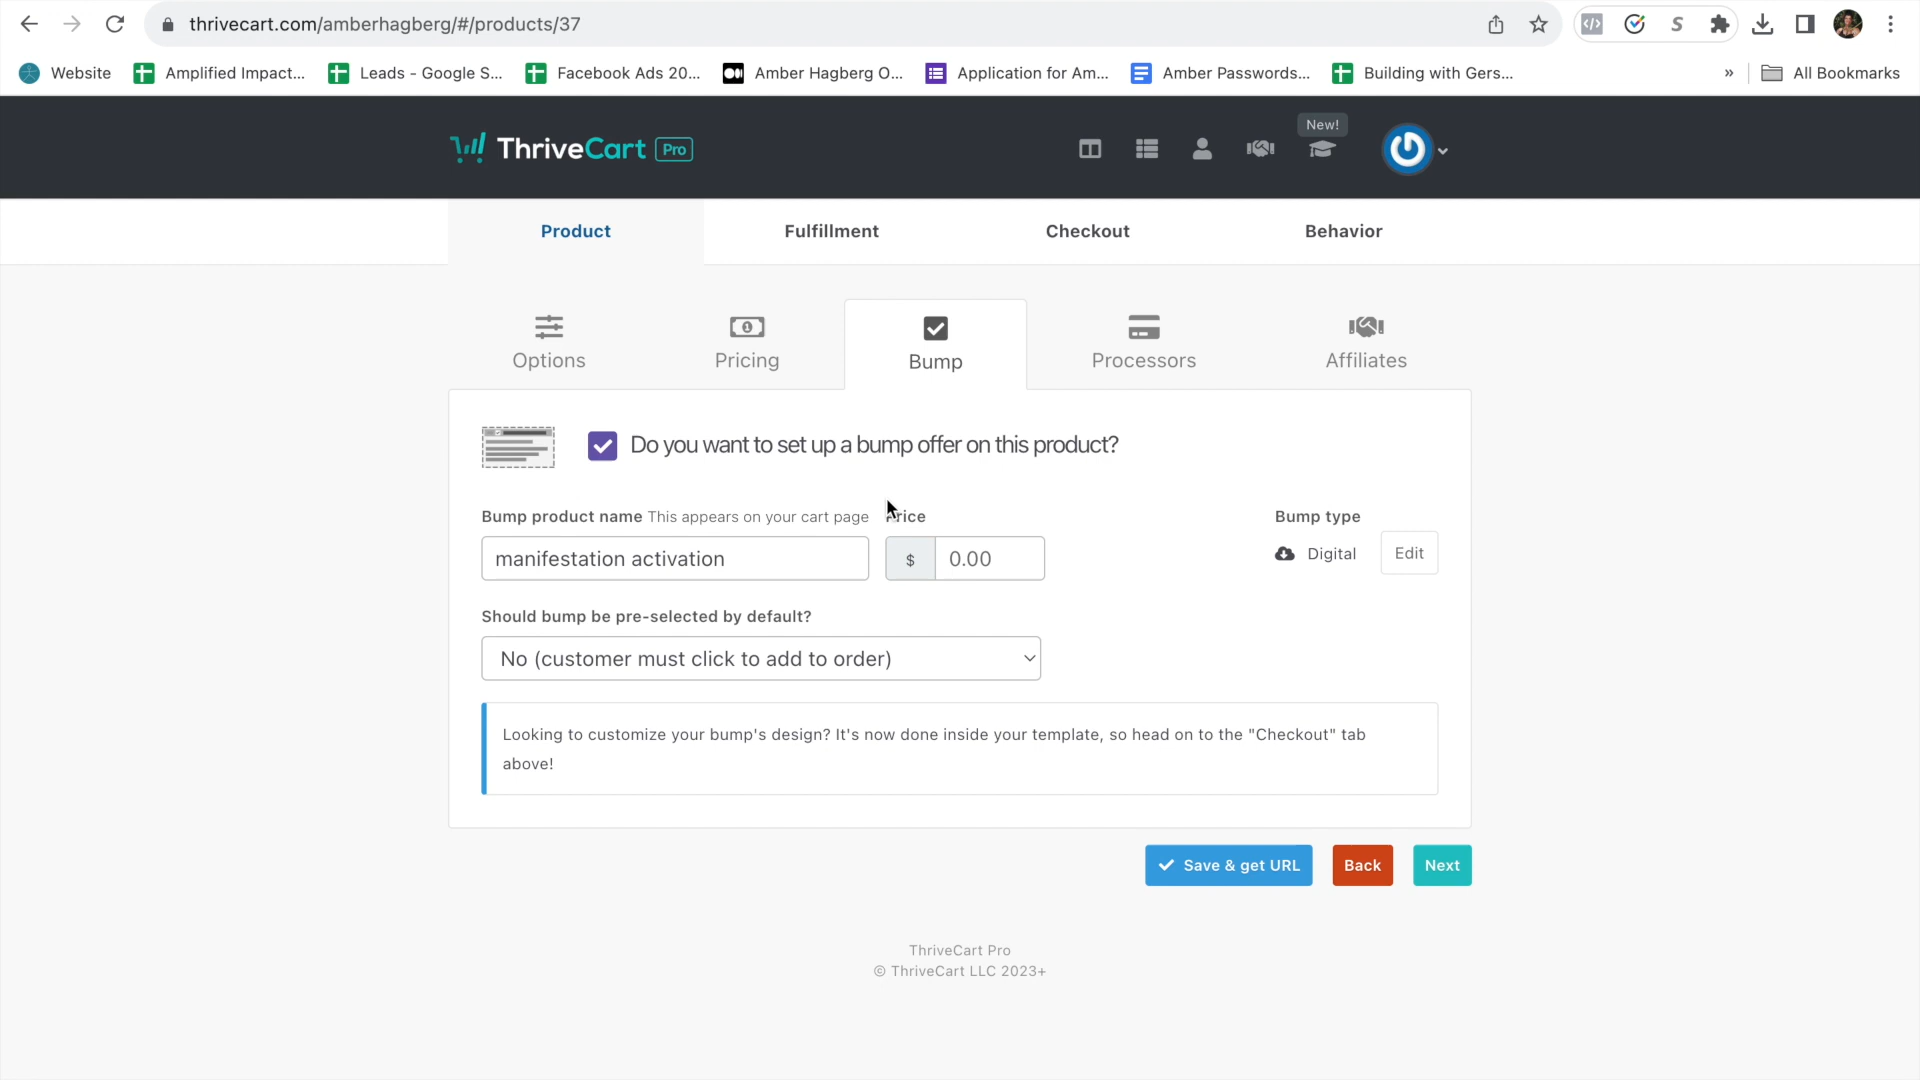 thrivecart.com/amberhagberg/#/products/37
Website
Amplified Impact...
Leads - Google S...
Facebook Ads 20...
Amber Hagberg O...
Application for Am...
Amber Passwords...
Building with Gers...
»
All Bookmarks
ThriveCart Pro
New!
Product
Fulfillment
Checkout
Behavior
Options
Pricing
Bump
Processors
Affiliates
Do you want to set up a bump offer on this product?
Bump product name This appears on your cart page
Price
Bump type
manifestation activation
$ 0.00
Digital
Edit
Should bump be pre-selected by default?
No (customer must click to add to order)
Looking to customize your bump's design? It's now done inside your template, so head on to the "Checkout" tab
above!
Save & get URL
Back
Next
ThriveCart Pro
© ThriveCart LLC 2023+